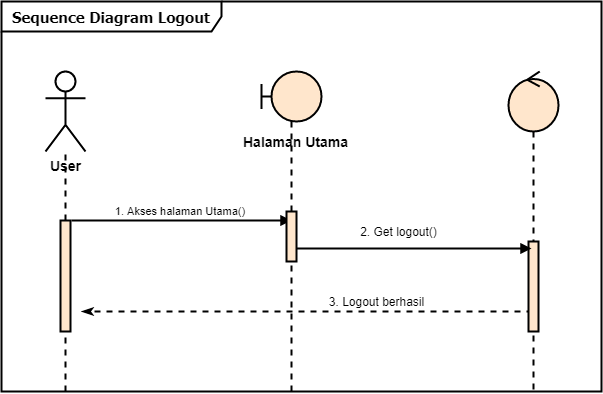 Sequence Diagram Logout
Halaman Utama
User
1. Akses halaman Utama()
2. Get logout()
3. Logout berhasil